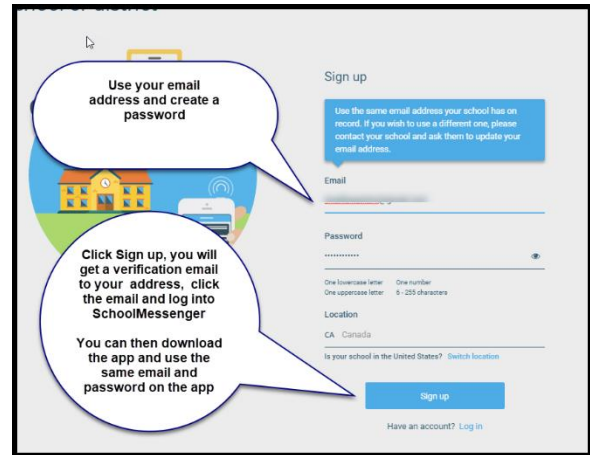 Use your email
address and create a
password
Click Sign up, you will
get a verification email
to your address, click
the email and log into
SchoolMessenger
You can then download
the app and use the
same email and
password on the app
Sign up
Use the same email address your school has on
record. If you wish to use a different one, please
contact your school and ask them to update your
email address.
Email
Password
One lowercase letter One number
One uppercase letter 6 - 255 characters
Location
CA Canada
Is your school in the United States? Switch location
Sign up
Have an account? Log in